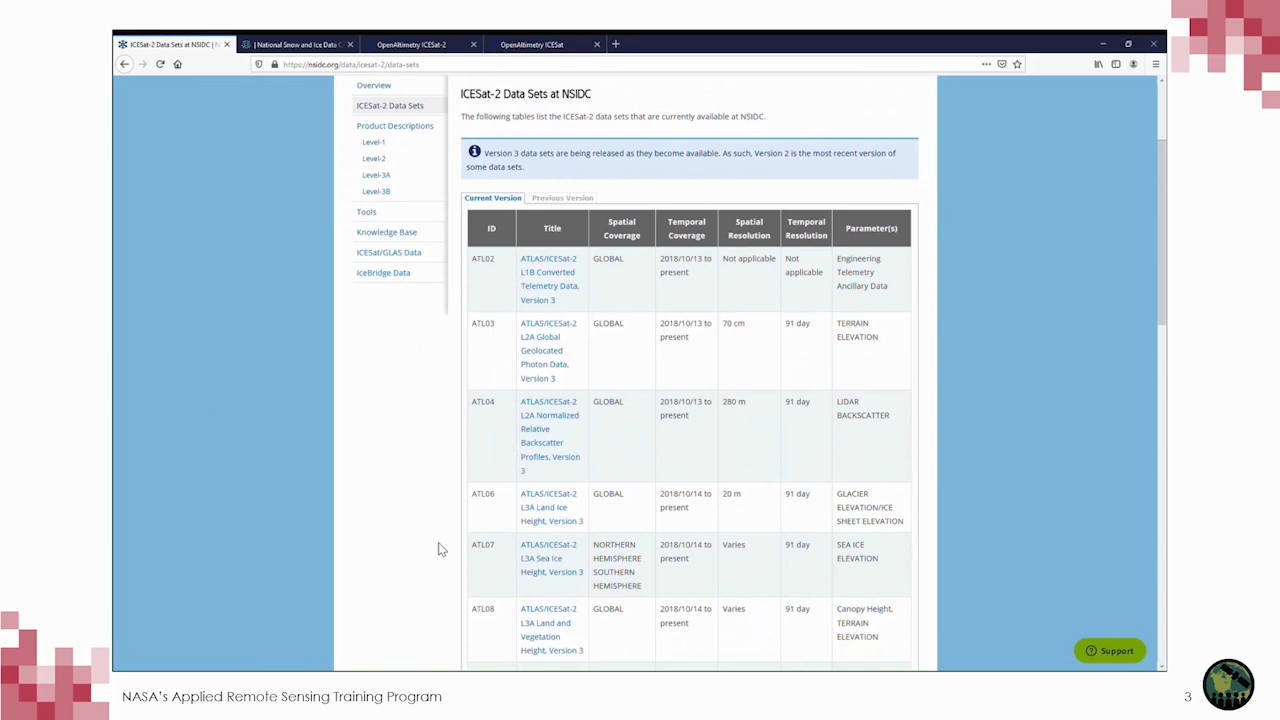 ICESat-2 Data Sets at NSIDC | N
| National Snow and Ice Data C
OpenAltimetry ICESat-2
OpenAltimetry ICESat
https://nsidc.org/data/icesat-2/data-sets
Overview
ICESat-2 Data Sets
Product Descriptions
Level-1
Level-2
Level-3A
Level-3B
Tools
Knowledge Base
ICESat/GLAS Data
IceBridge Data
ICESat-2 Data Sets at NSIDC
The following tables list the ICESat-2 data sets that are currently available at NSIDC.
Version 3 data sets are being released as they become available. As such, Version 2 is the most recent version of
some data sets.
Current Version
Previous Version
ID
Title
Spatial
Coverage
Temporal
Coverage
Spatial
Resolution
Temporal
Resolution
Parameter(s)
ATL02
ATLAS/ICESat-2
L1B Converted
Telemetry Data,
Version 3
GLOBAL
2018/10/13 to
present
Not applicable
Not
applicable
Engineering
Telemetry
Ancillary Data
ATL03
ATLAS/ICESat-2
L2A Global
Geolocated
Photon Data,
Version 3
GLOBAL
2018/10/13 to
present
70 cm
91 day
TERRAIN
ELEVATION
ATL04
ATLAS/ICESat-2
L2A Normalized
Relative
Backscatter
Profiles, Version
3
GLOBAL
2018/10/13 to
present
280 m
91 day
LIDAR
BACKSCATTER
ATL06
ATLAS/ICESat-2
L3A Land Ice
Height, Version 3
GLOBAL
2018/10/14 to
present
20 m
91 day
GLACIER
ELEVATION/ICE
SHEET ELEVATION
ATL07
ATLAS/ICESat-2
L3A Sea Ice
Height, Version 3
NORTHERN
HEMISPHERE
SOUTHERN
HEMISPHERE
2018/10/14 to
present
Varies
91 day
SEA ICE
ELEVATION
ATL08
ATLAS/ICESat-2
L3A Land and
Vegetation
Height, Version 3
GLOBAL
2018/10/14 to
present
Varies
91 day
Canopy Height,
TERRAIN
ELEVATION
Support
NASA's Applied Remote Sensing Training Program
3